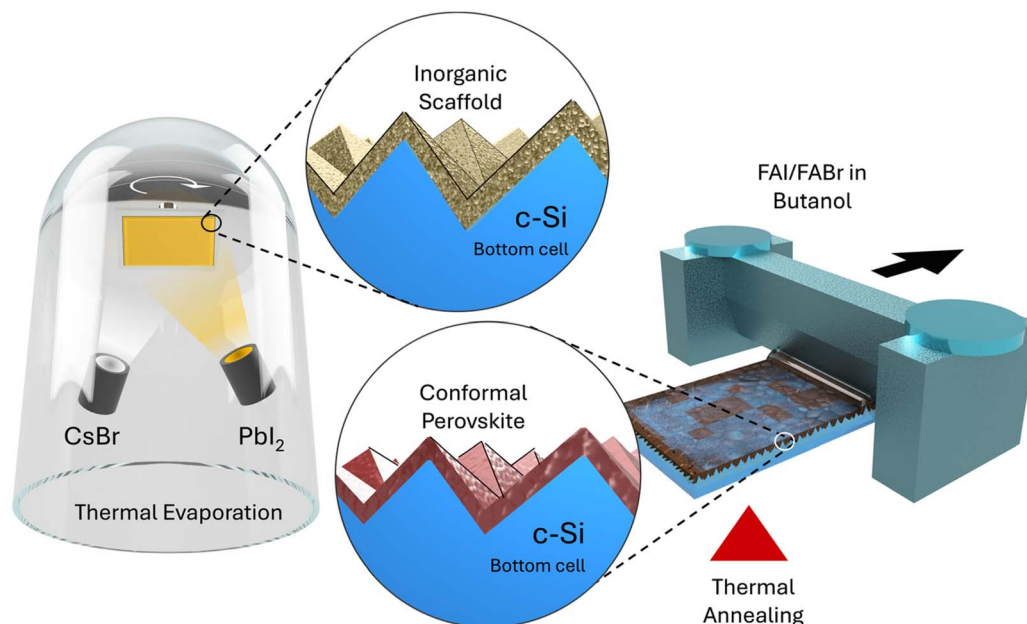 Inorganic
Scaffold
c-Si
Bottom cell
CsBr
PbI₂
Thermal Evaporation
FAI/FABr in
Butanol
Conformal
Perovskite
c-Si
Bottom cell
Thermal
Annealing